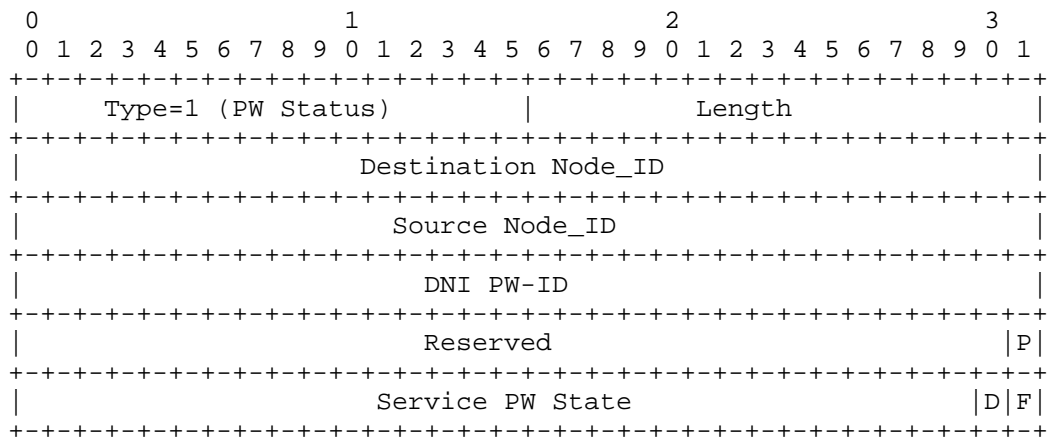 0                   1                   2                   3
 0 1 2 3 4 5 6 7 8 9 0 1 2 3 4 5 6 7 8 9 0 1 2 3 4 5 6 7 8 9 0 1
+-+-+-+-+-+-+-+-+-+-+-+-+-+-+-+-+-+-+-+-+-+-+-+-+-+-+-+-+-+-+-+-+
|     Type=1 (PW Status)        |          Length               |
+-+-+-+-+-+-+-+-+-+-+-+-+-+-+-+-+-+-+-+-+-+-+-+-+-+-+-+-+-+-+-+-+
|                     Destination Node_ID                       |
+-+-+-+-+-+-+-+-+-+-+-+-+-+-+-+-+-+-+-+-+-+-+-+-+-+-+-+-+-+-+-+-+
|                       Source Node_ID                          |
+-+-+-+-+-+-+-+-+-+-+-+-+-+-+-+-+-+-+-+-+-+-+-+-+-+-+-+-+-+-+-+-+
|                         DNI PW-ID                             |
+-+-+-+-+-+-+-+-+-+-+-+-+-+-+-+-+-+-+-+-+-+-+-+-+-+-+-+-+-+-+-+-+
|                         Reserved                            |P|
+-+-+-+-+-+-+-+-+-+-+-+-+-+-+-+-+-+-+-+-+-+-+-+-+-+-+-+-+-+-+-+-+
|                      Service PW State                     |D|F|
+-+-+-+-+-+-+-+-+-+-+-+-+-+-+-+-+-+-+-+-+-+-+-+-+-+-+-+-+-+-+-+-+